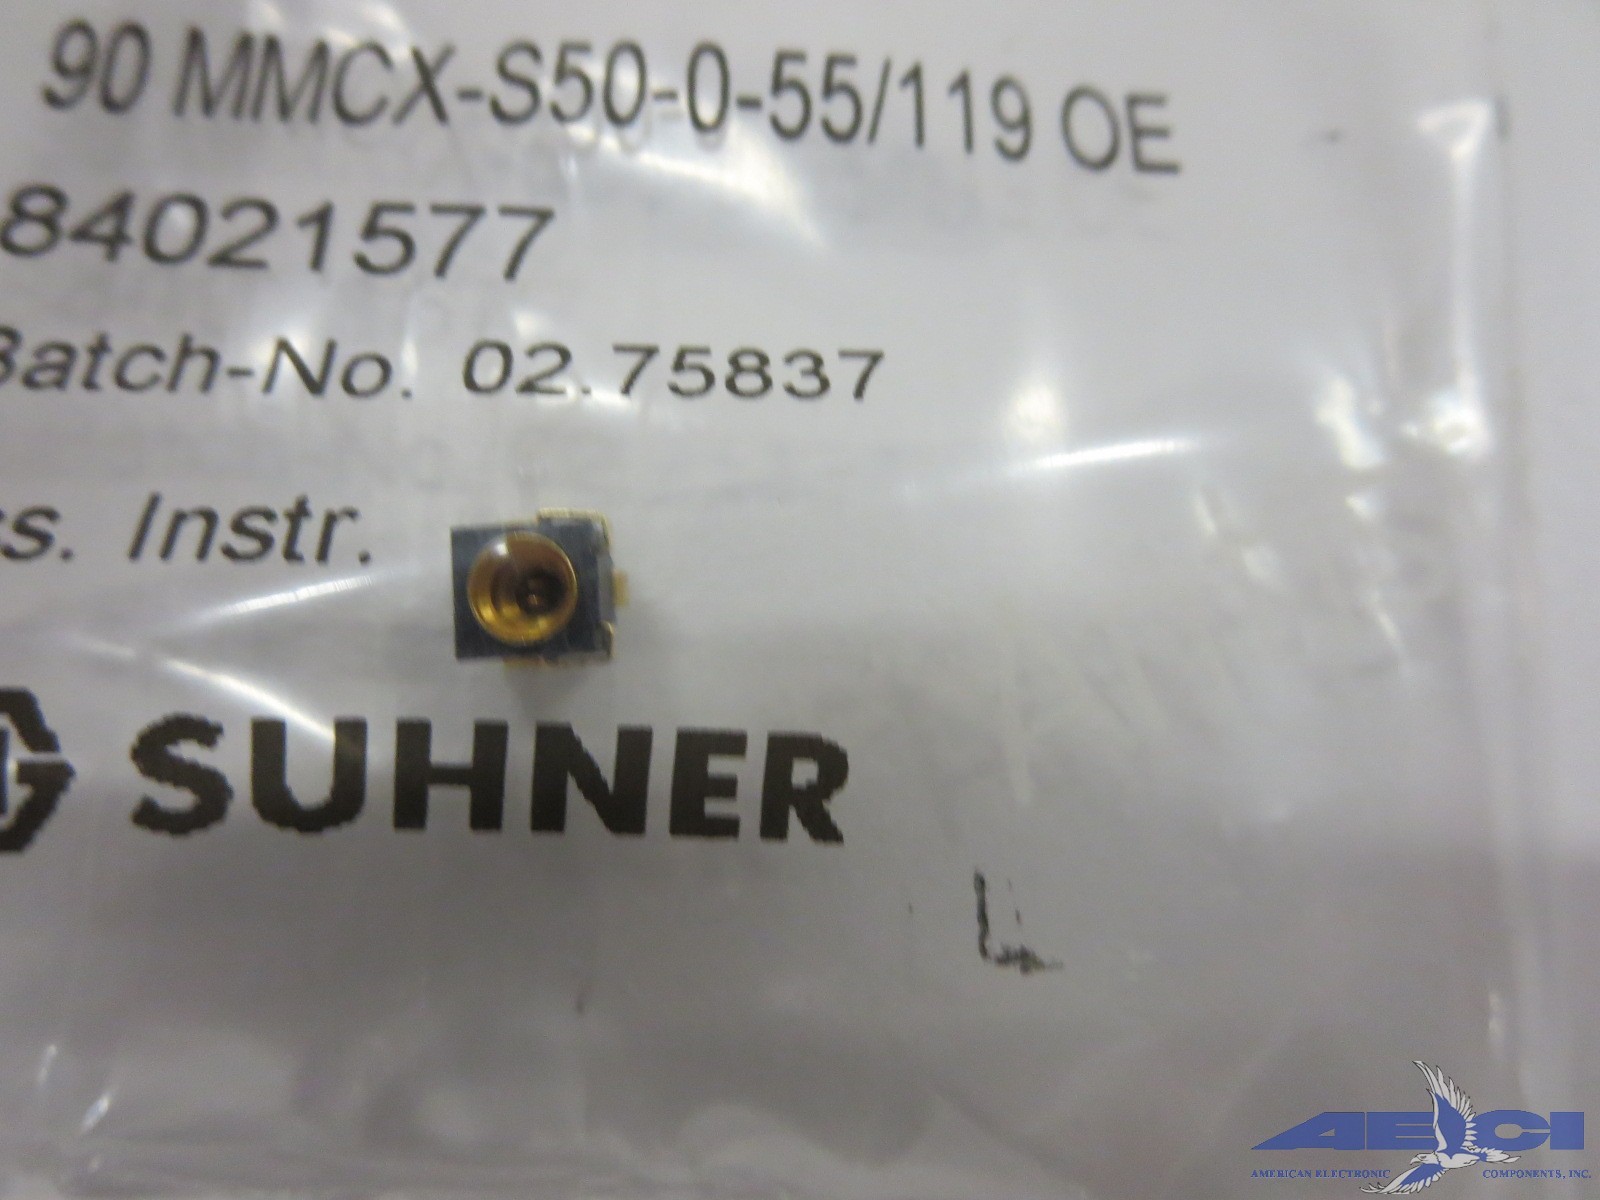 90 MMCX-S50-0-55/119 OE
84021577
Batch-No. 02.75837
ss. Instr.
SUHNER
AECI
AMERICAN ELECTRONIC COMPONENTS, INC.